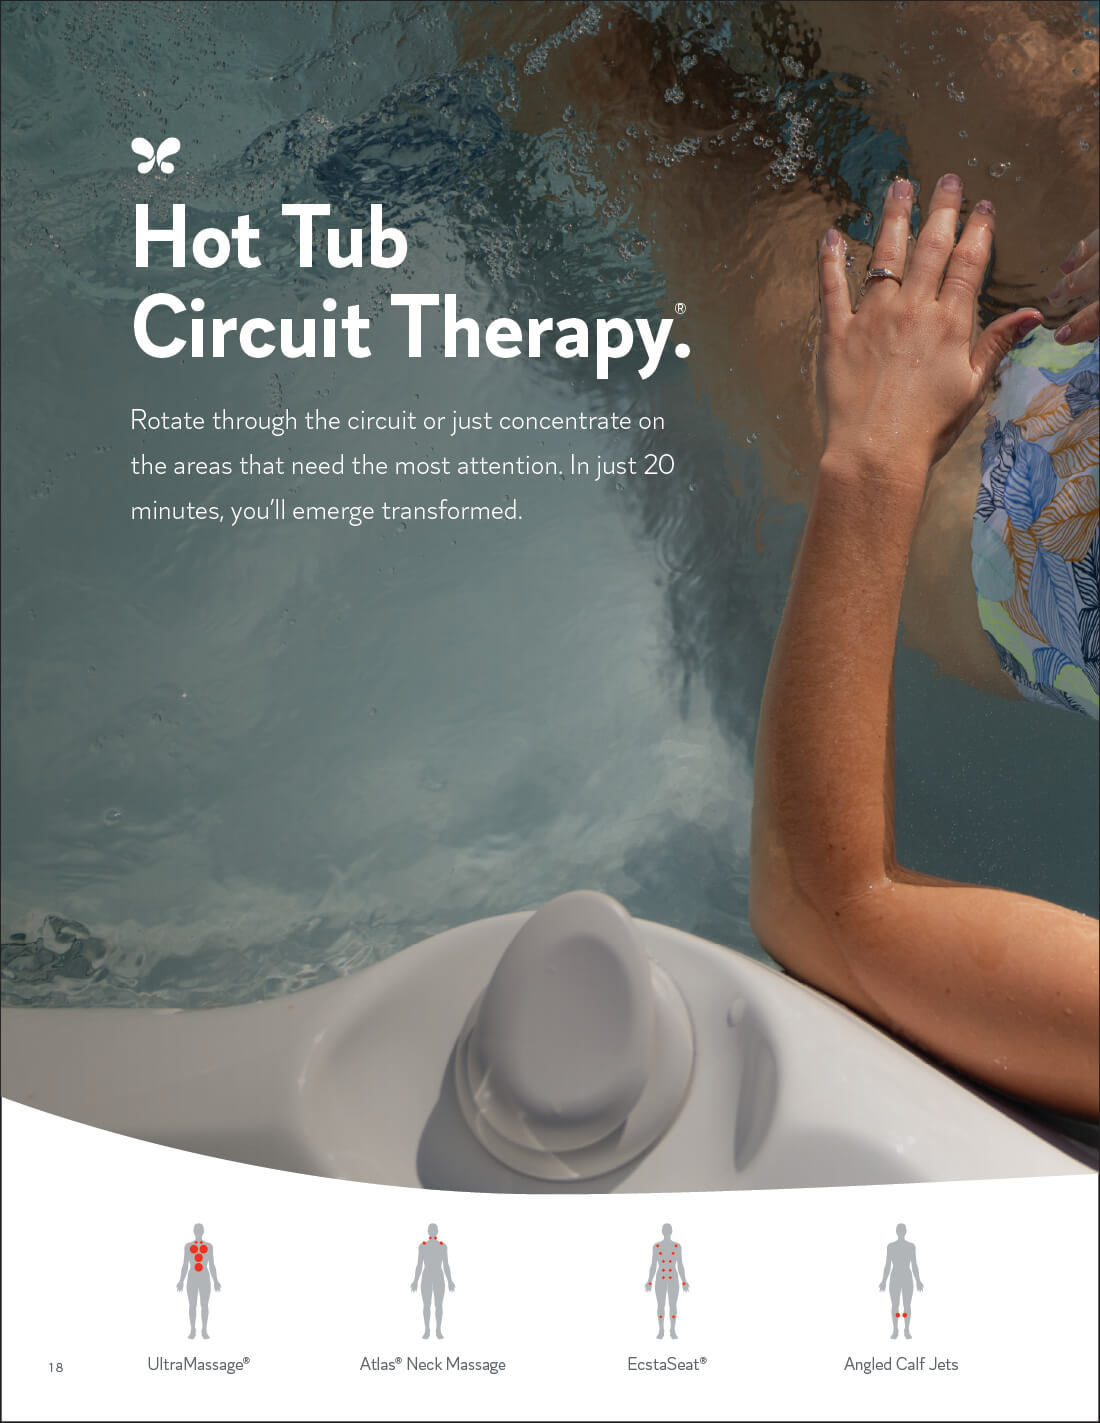 Hot Tub
Circuit Therapy.®
Rotate through the circuit or just concentrate on
the areas that need the most attention. In just 20
minutes, you'll emerge transformed.
UltraMassage®
Atlas® Neck Massage
EcstaSeat®
Angled Calf Jets
18